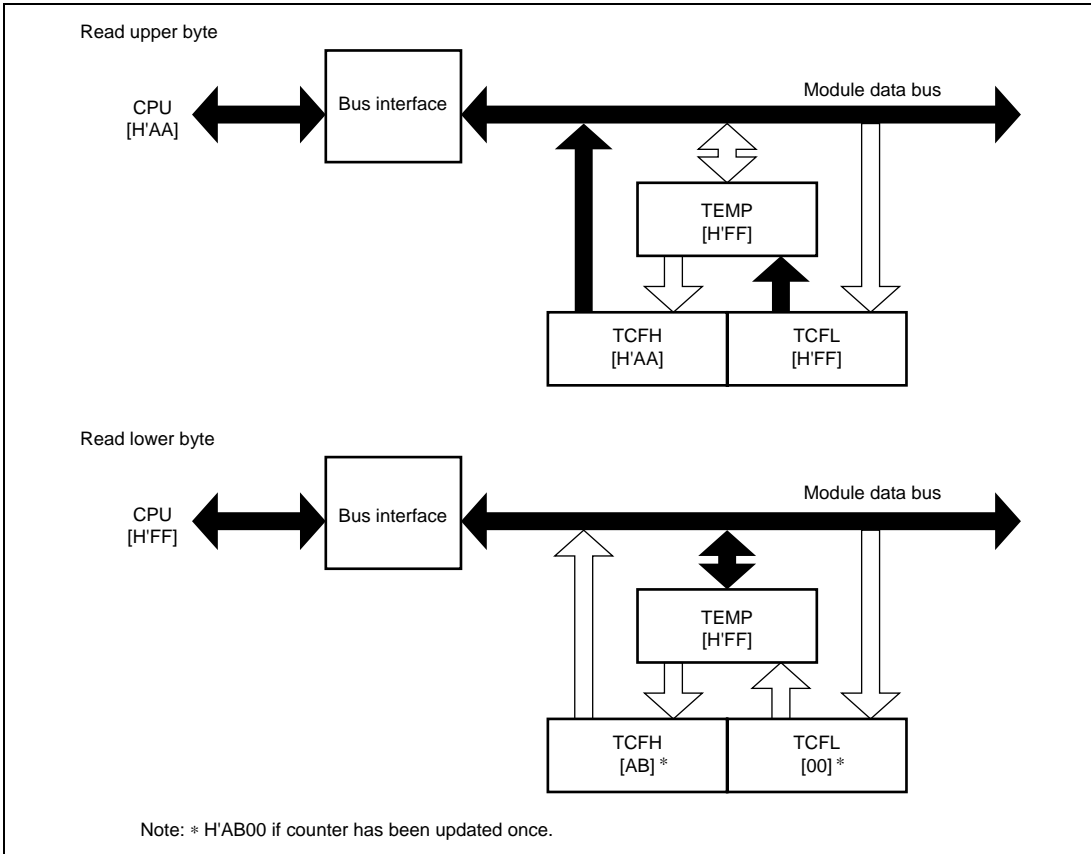 Read upper byte
Bus interface
Module data bus
CPU
[H'AA]
TEMP
[H'FF]
TCFH
[H'AA]
TCFL
[H'FF]
Read lower byte
Bus interface
Module data bus
CPU
[H'FF]
TEMP
[H'FF]
TCFH
[AB] *
TCFL
[00] *
Note: * H'AB00 if counter has been updated once.